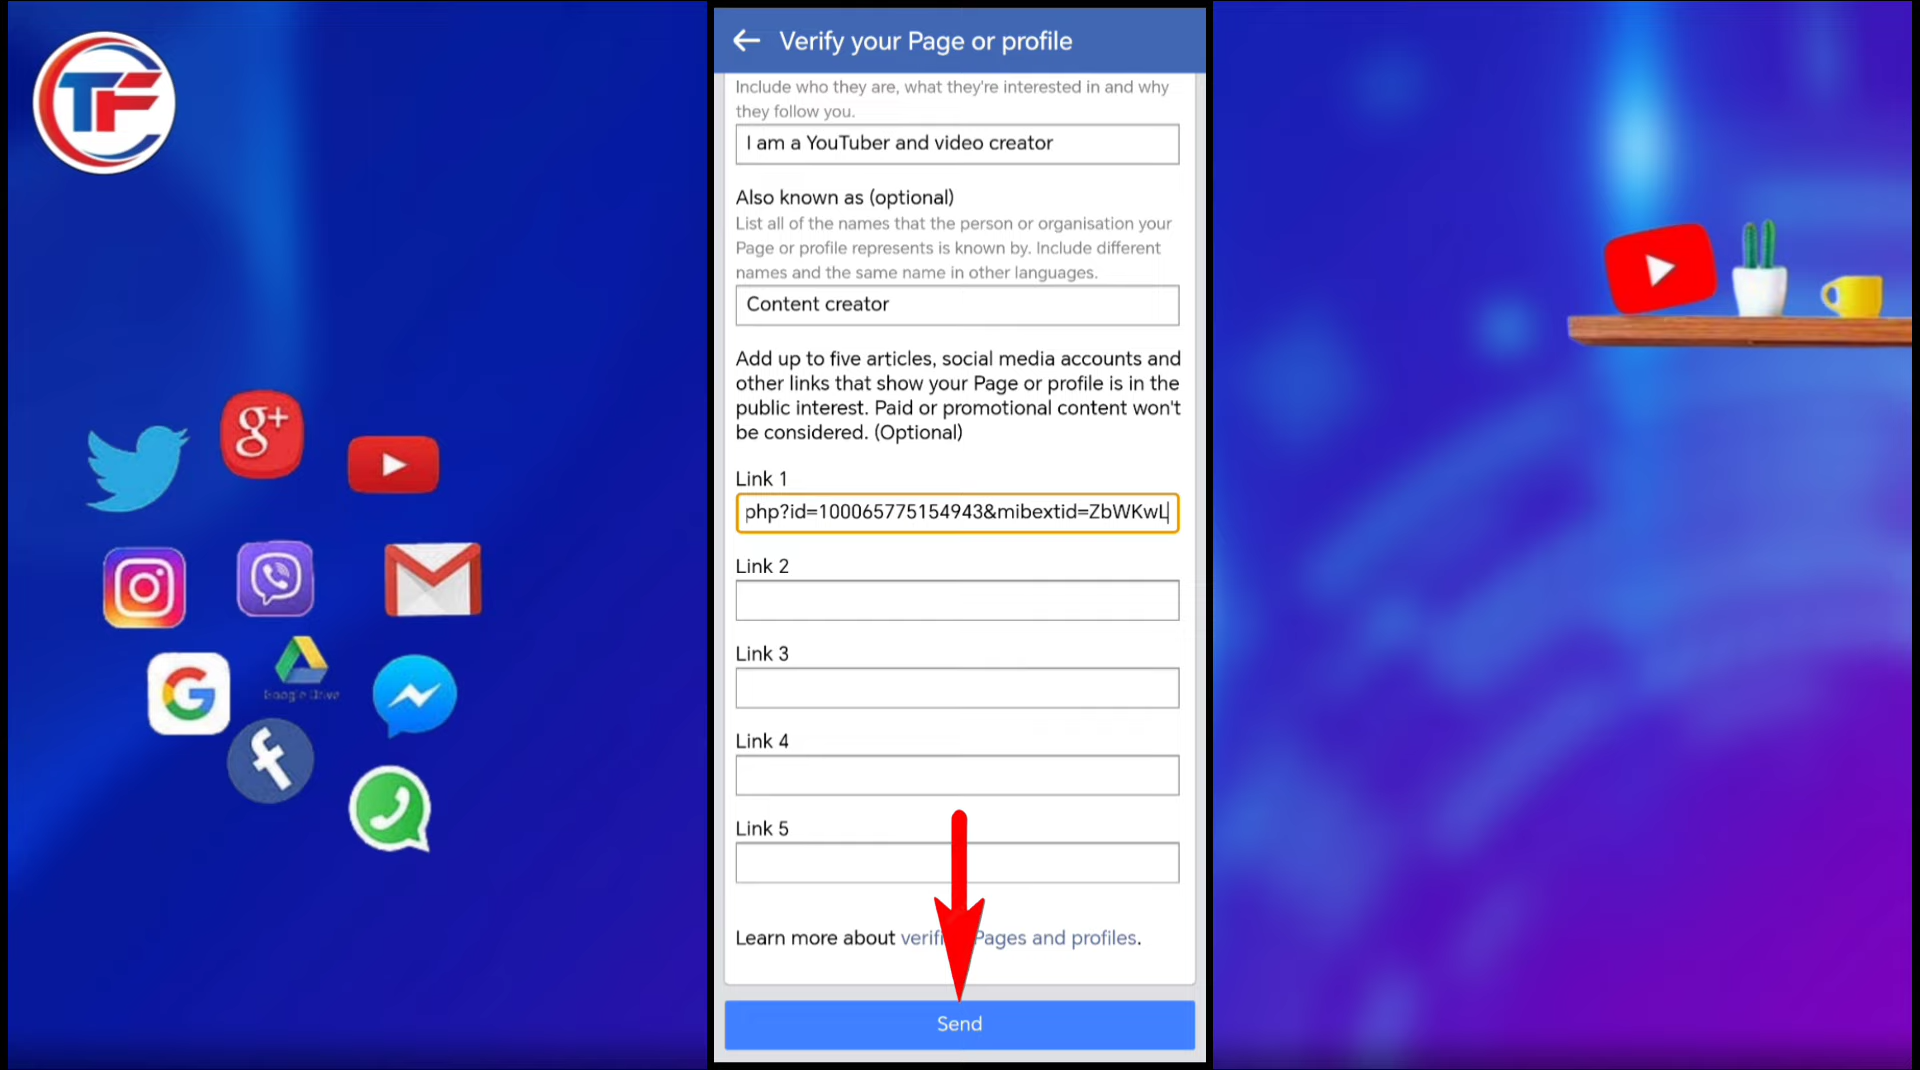 TF
Verify your Page or profile
Include who they are, what they're interested in and why
they follow you.
I am a YouTuber and video creator
Also known as (optional)
List all of the names that the person or organisation your
Page or profile represents is known by. Include different
names and the same name in other languages.
Content creator
Add up to five articles, social media accounts and
other links that show your Page or profile is in the
public interest. Paid or promotional content won't
be considered. (Optional)
Link 1
php?id=100065775154943&mibextid=ZbWKwL
Link 2
Link 3
Link 4
Link 5
Learn more about verifi Pages and profiles.
Send
g+
Google Drive
G
f